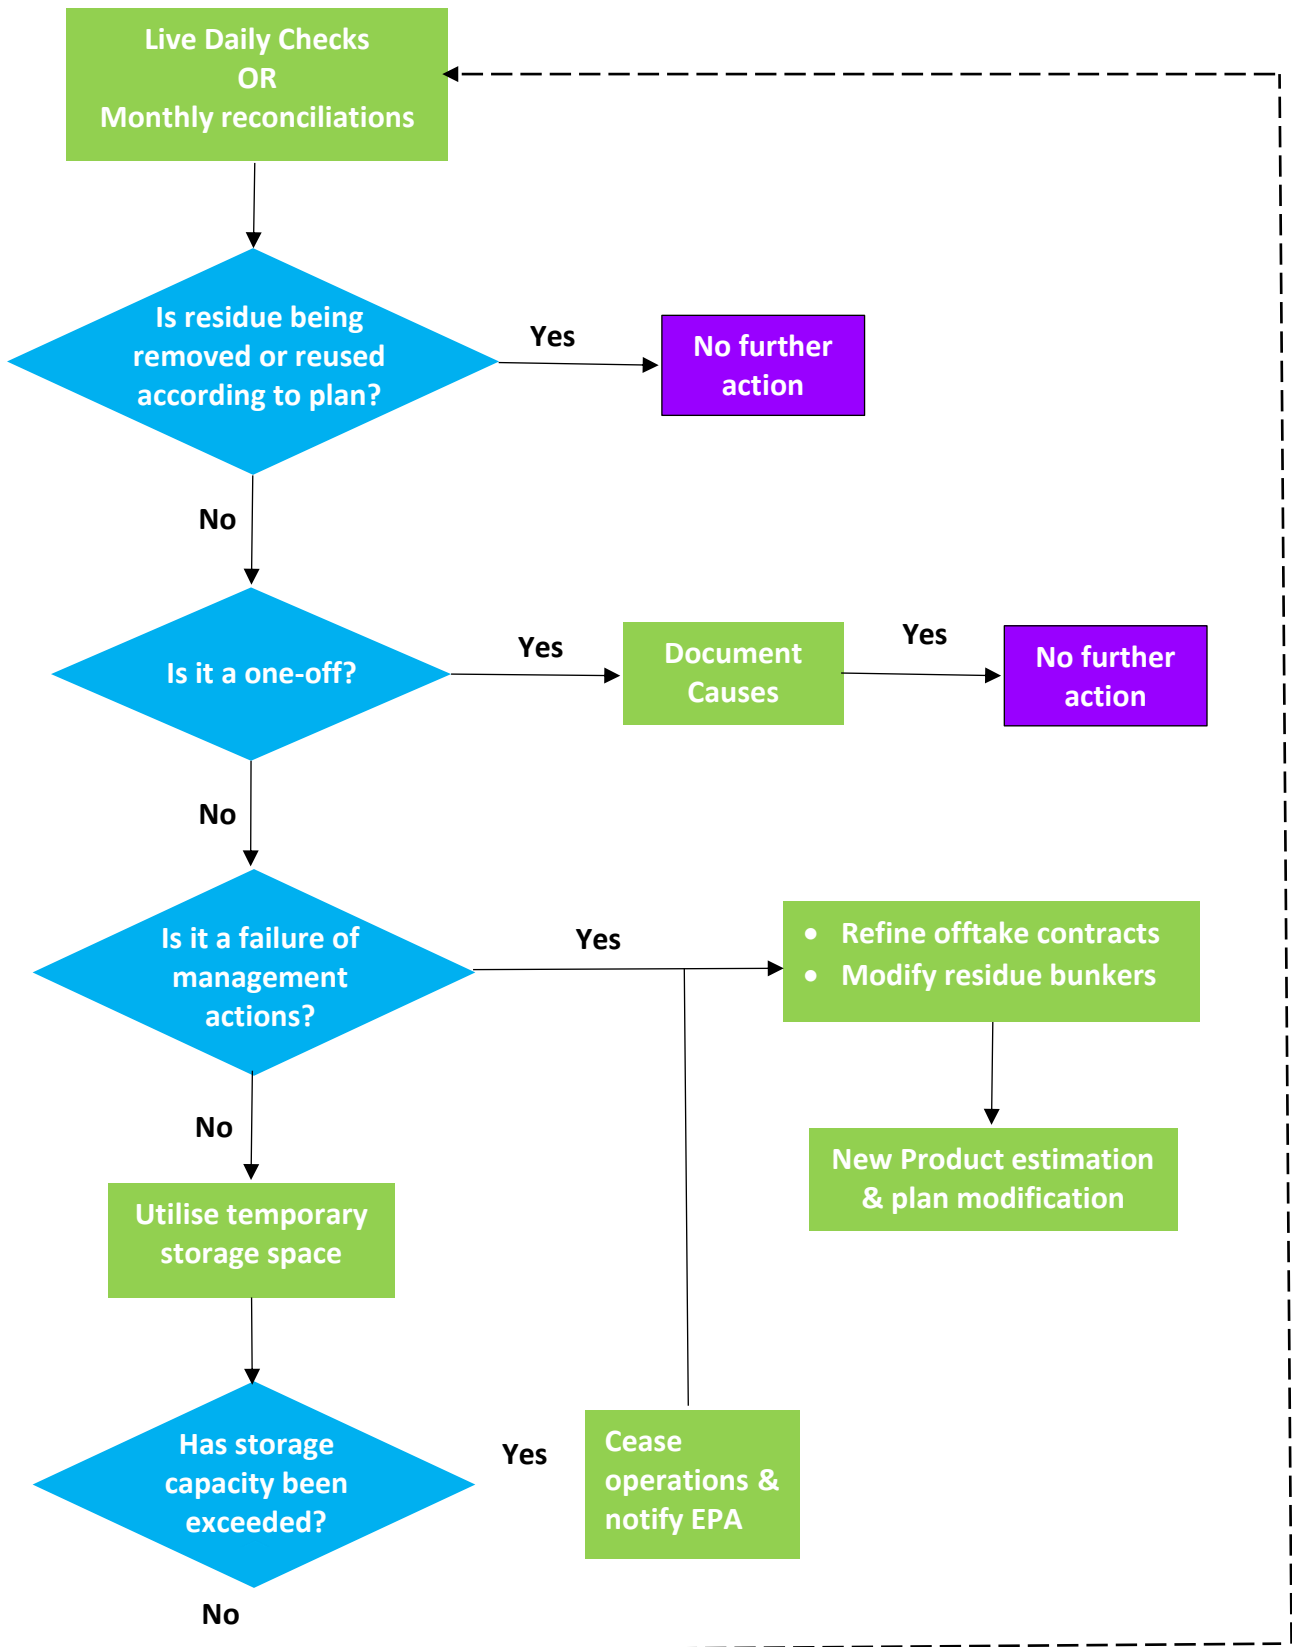 Live Daily Checks
OR
Monthly reconciliations
Is residue being
removed or reused
according to plan?
Yes
No further
action
No
Is it a one-off?
Yes
Document
Causes
Yes
No further
action
No
Is it a failure of
management
actions?
Yes
• Refine offtake contracts
• Modify residue bunkers
No
New Product estimation
& plan modification
Utilise temporary
storage space
Has storage
capacity been
exceeded?
Yes
Cease
operations &
notify EPA
No